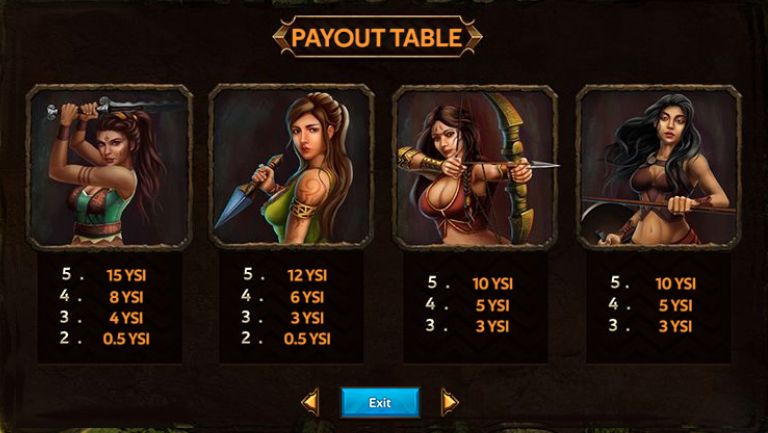 PAYOUT TABLE
5 . 15 YSI
4 . 8 YSI
3 . 4 YSI
2 . 0.5 YSI
5 . 12 YSI
4 . 6 YSI
3 . 3 YSI
2 . 0.5 YSI
5 . 10 YSI
4 . 5 YSI
3 . 3 YSI
5 . 10 YSI
4 . 5 YSI
3 . 3 YSI
Exit